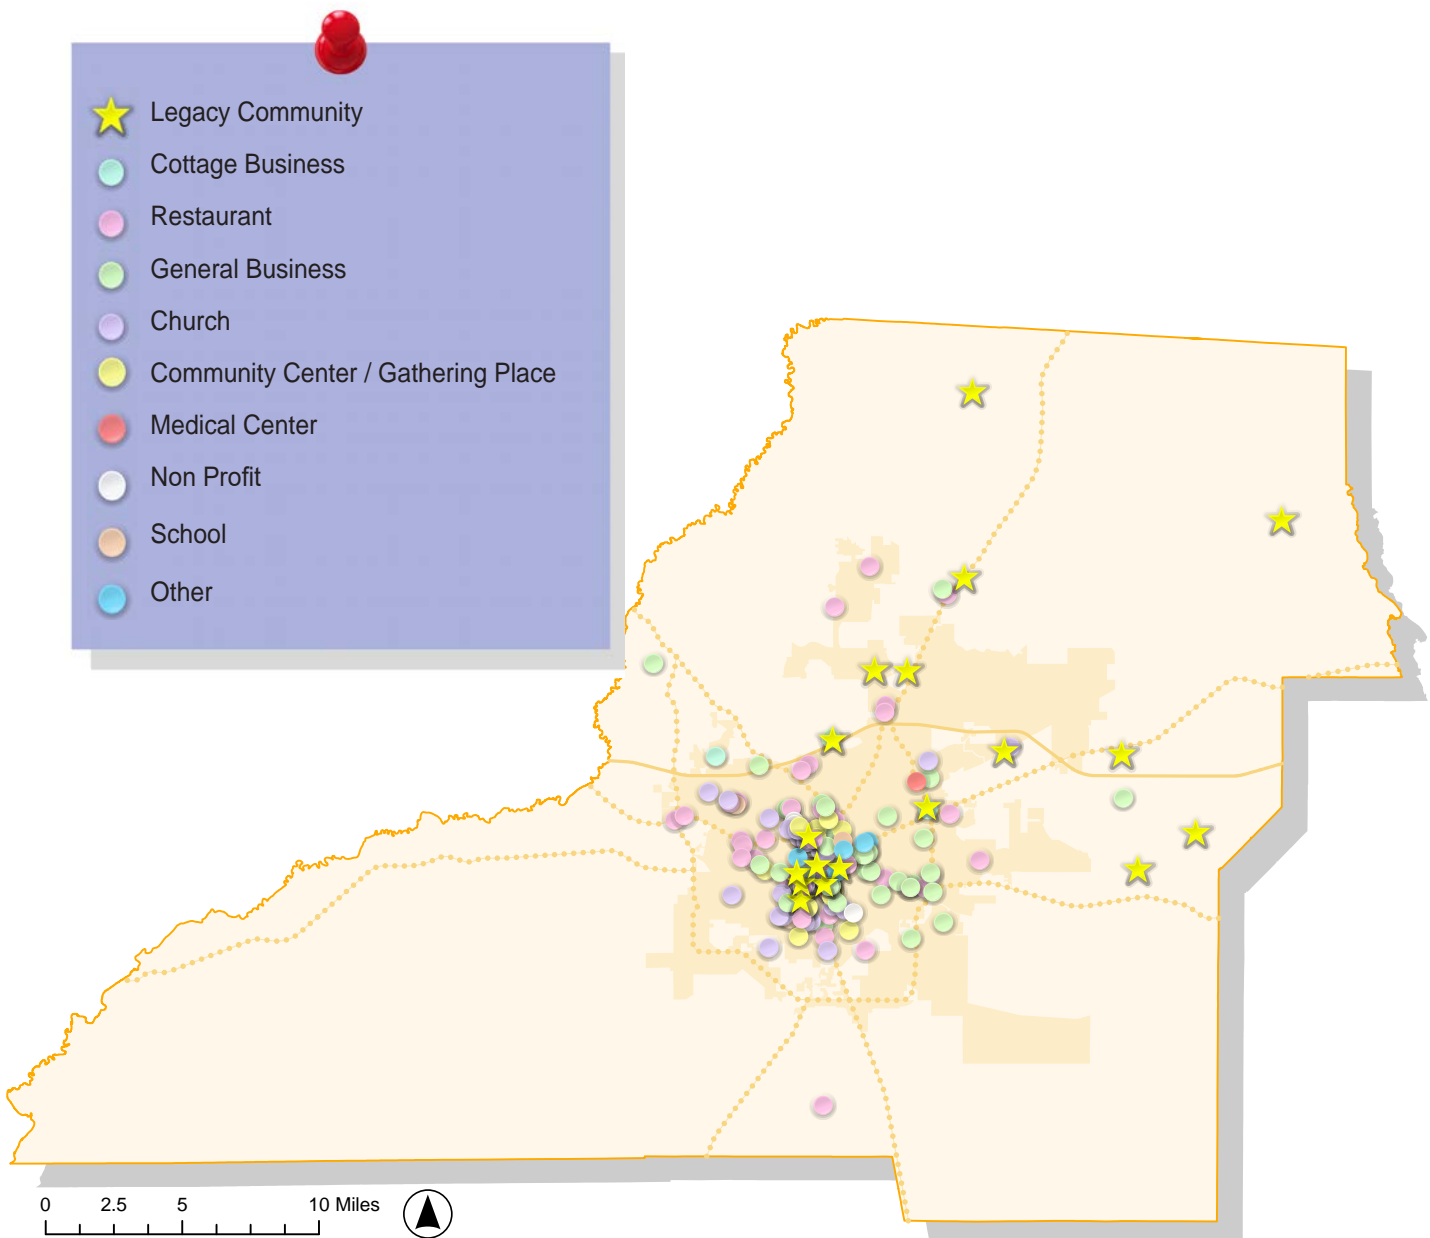 Legacy Community
Cottage Business
Restaurant
General Business
Church
Community Center / Gathering Place
Medical Center
Non Profit
School
Other
0 2.5 5 10 Miles